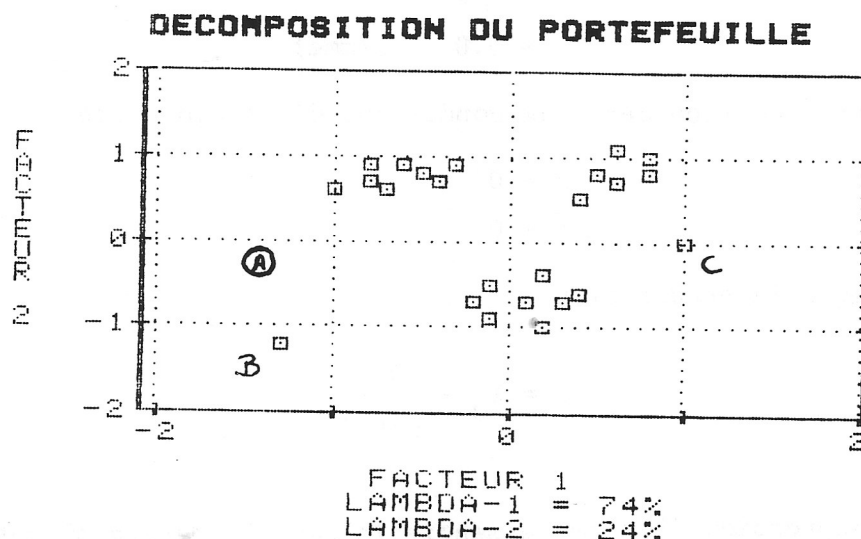 DECOMPOSITION DU PORTEFEUILLE
2
1
0
-1
-2
FACTEUR 2
A
B
C
-2
0
2
FACTEUR 1
LAMBDA-1 = 74%
LAMBDA-2 = 24%